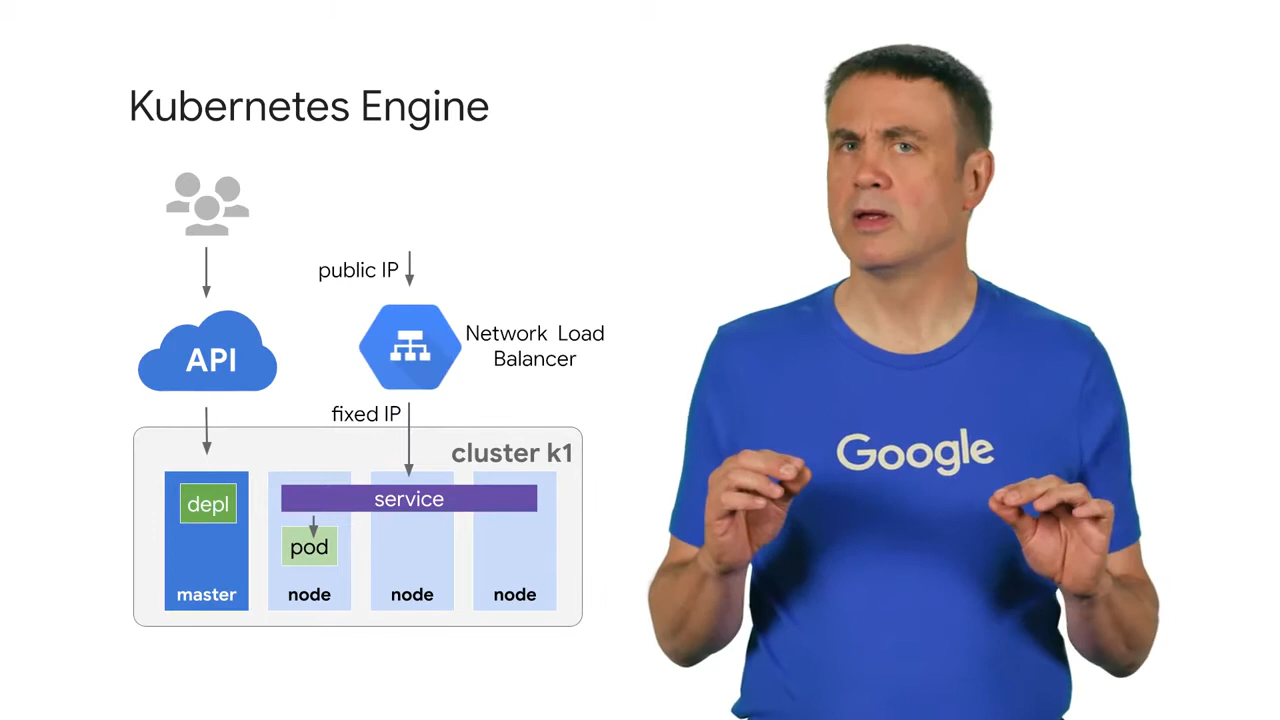 Kubernetes Engine
public IP
API
Network Load
Balancer
fixed IP
cluster k1
depl
service
pod
master
node
node
node
Google